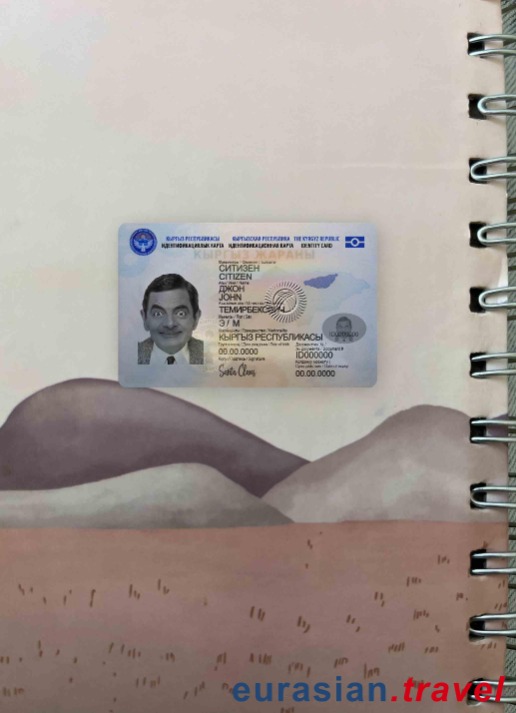 КЫРГЫЗ РЕСПУБЛИКАСЫ КЫРГЫЗСКАЯ РЕСПУБЛИКА THE KYRGYZ REPUBLIC
ИДЕНТИФИКАЦИЯЛЫК КАРТА ИДЕНТИФИКАЦИОННАЯ КАРТА IDENTITY CARD
КЫРГЫЗ ЖАРАНЫ
СИТИЗЕН
CITIZEN
ДЖОН
JOHN
ТЕМИРБЕКОВИЧ
Э / M
КЫРГЫЗ РЕСПУБЛИКАСЫ
00.00.0000
ID000000
Santa Claus
00.00.0000
eurasian.travel